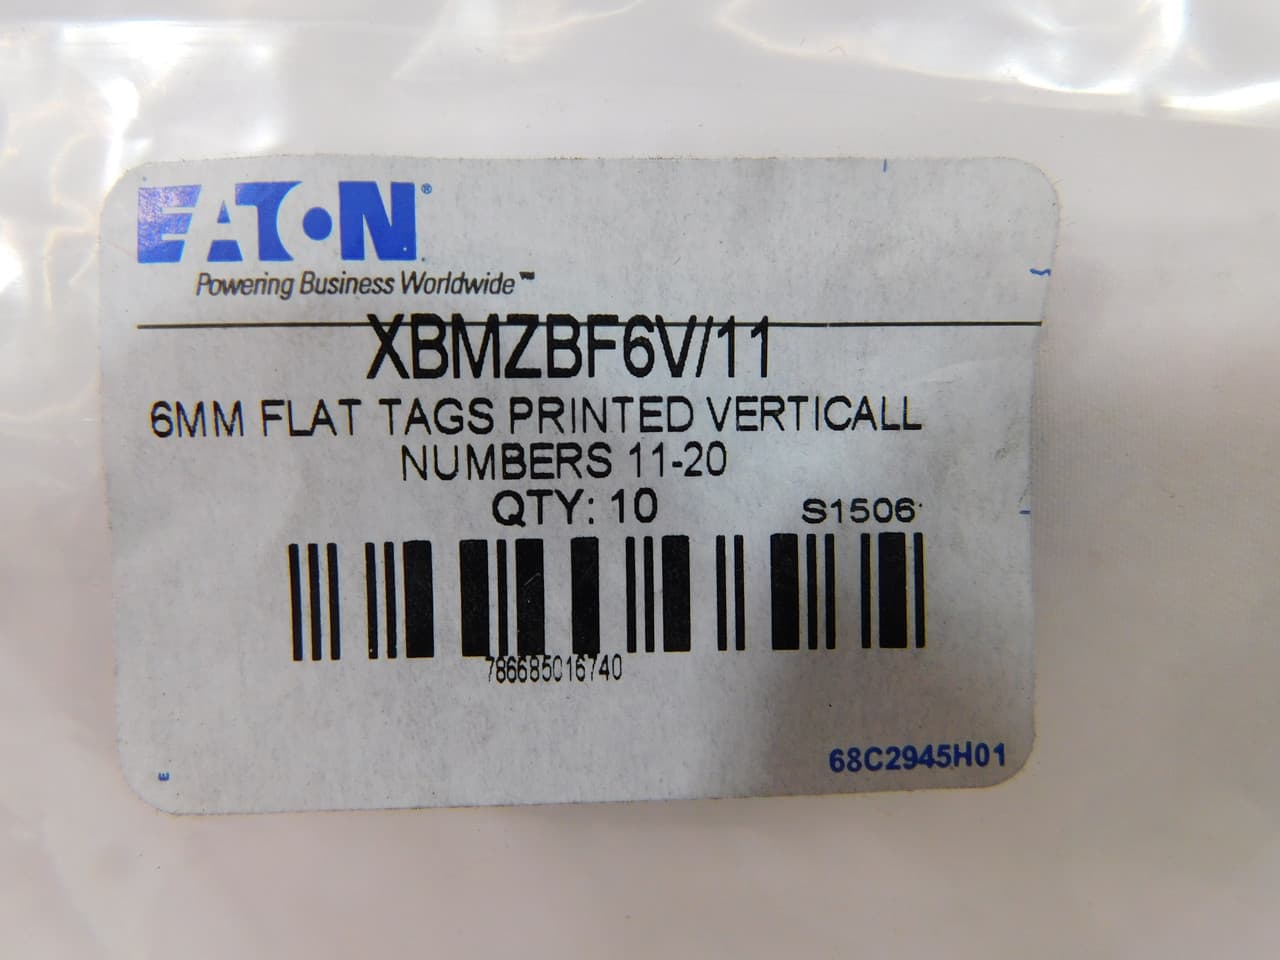 EATON®
Powering Business Worldwide™
XBMZBF6V/11
6MM FLAT TAGS PRINTED VERTICALL
NUMBERS 11-20
QTY: 10 S1506
786685016740
68C2945H01
E